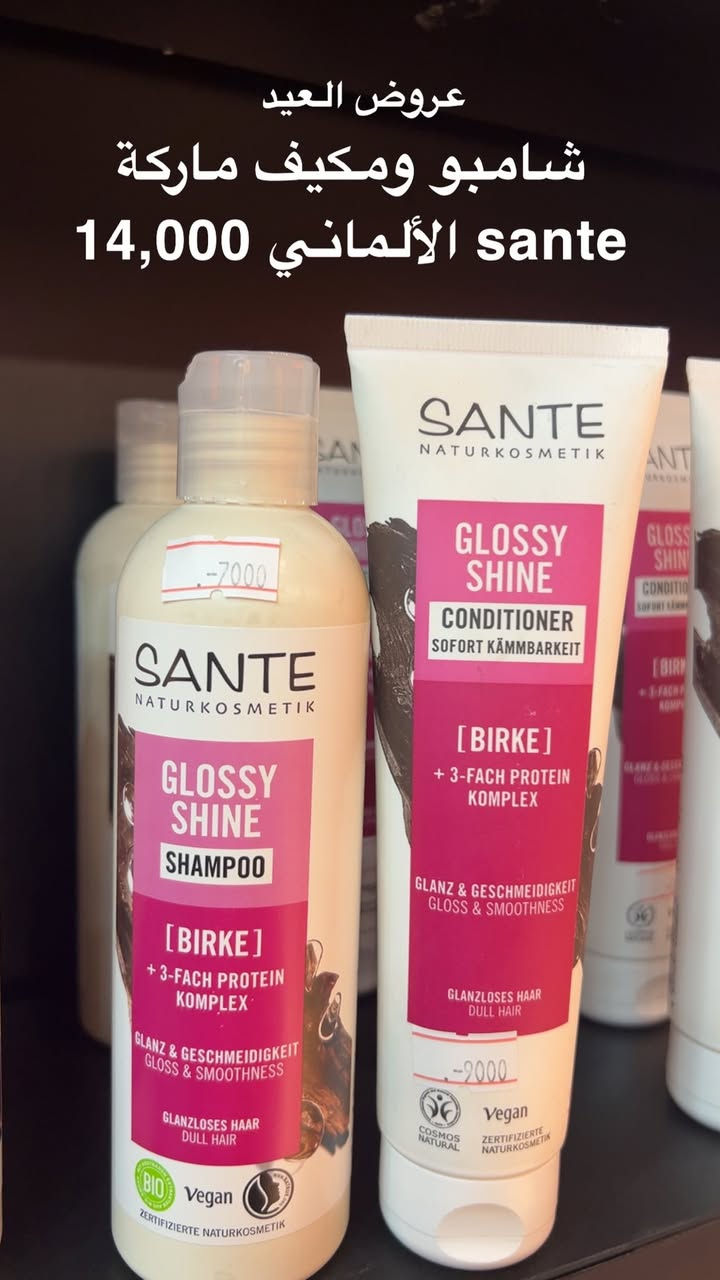 عروض العيد
شامبو ومكيف ماركة
sante الألماني 14,000
SANTE
NATURKOSMETIK
GLOSSY
SHINE
CONDITIONER
SOFORT KÄMMBARKEIT
[BIRKE]
+ 3-FACH PROTEIN
KOMPLEX
GLANZ & GESCHMEIDIGKEIT
GLOSS & SMOOTHNESS
GLANZLOSES HAAR
DULL HAIR
.-9000
COSMOS
NATURAL
Vegan
ZERTIFIZIERTE
NATURKOSMETIK
.-7000
SANTE
NATURKOSMETIK
GLOSSY
SHINE
SHAMPOO
[BIRKE]
+ 3-FACH PROTEIN
KOMPLEX
GLANZ & GESCHMEIDIGKEIT
GLOSS & SMOOTHNESS
GLANZLOSES HAAR
DULL HAIR
BIO
Vegan
ZERTIFIZIERTE NATURKOSMETIK